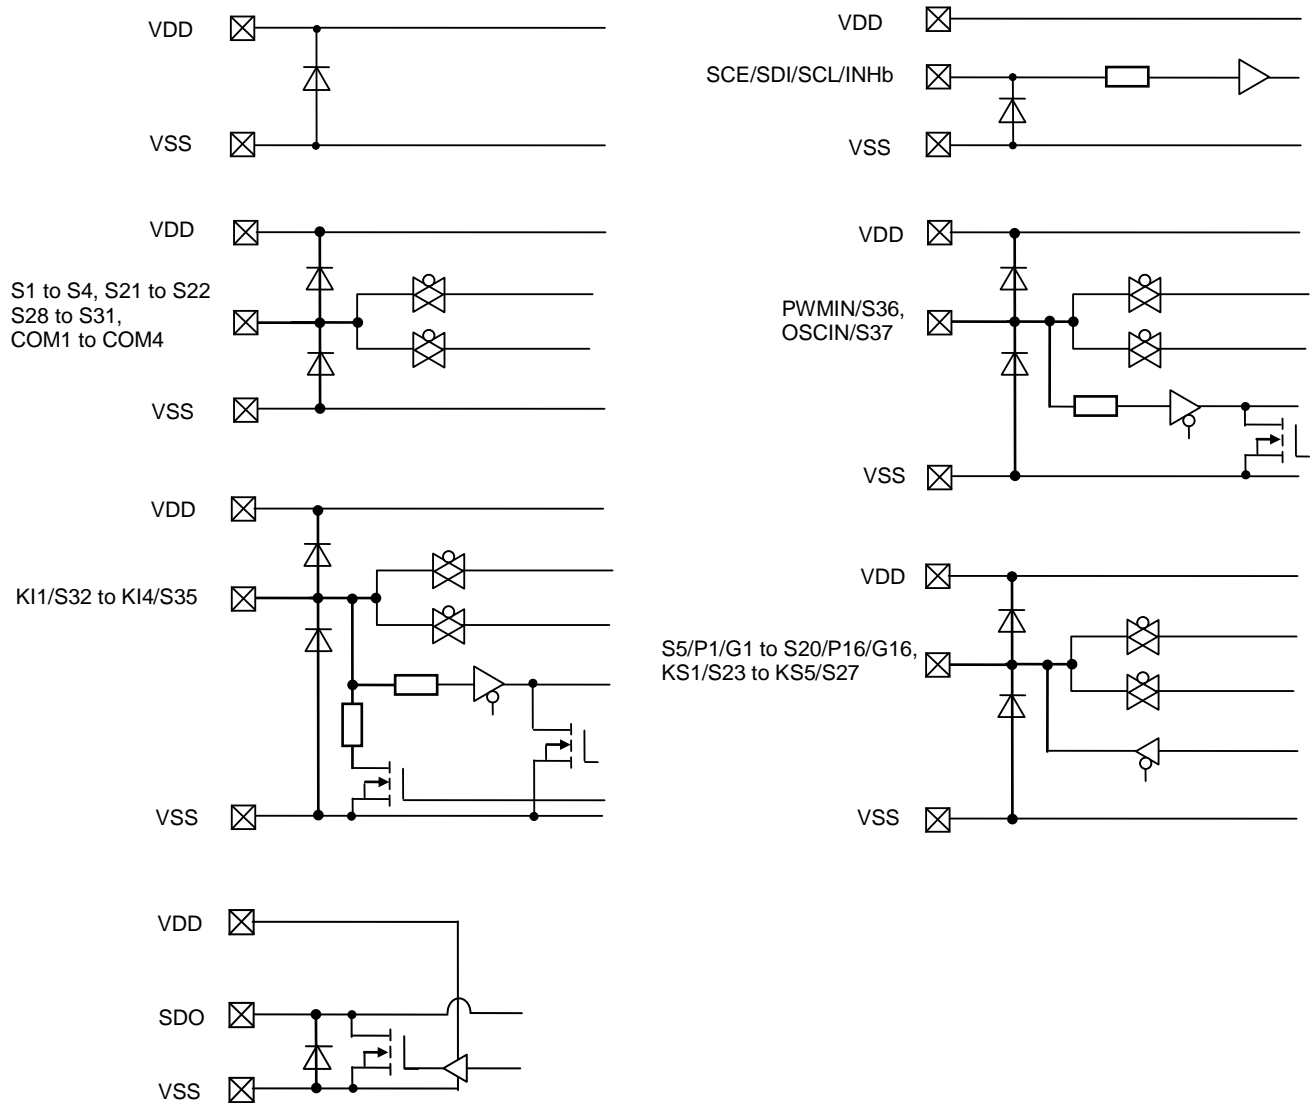 VDD
VSS
VDD
SCE/SDI/SCL/INHb
VSS
VDD
S1 to S4, S21 to S22
S28 to S31,
COM1 to COM4
VSS
VDD
PWMIN/S36,
OSCIN/S37
VSS
VDD
KI1/S32 to KI4/S35
VSS
VDD
S5/P1/G1 to S20/P16/G16,
KS1/S23 to KS5/S27
VSS
VDD
SDO
VSS